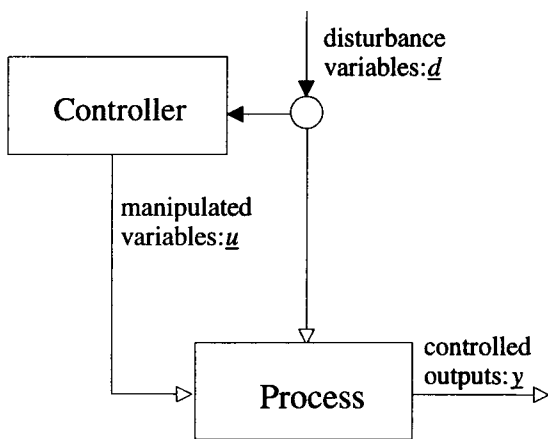 disturbance
variables:d
Controller
manipulated
variables:u
controlled
outputs:y
Process